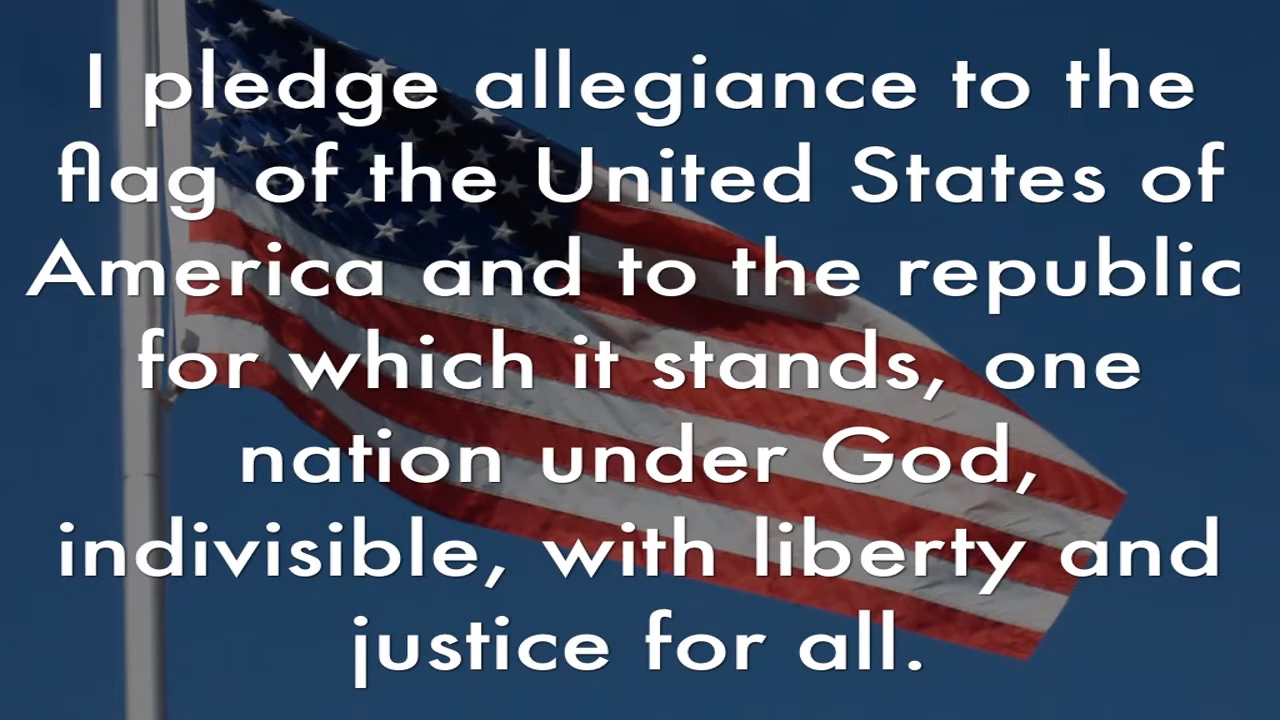 I pledge allegiance to the
flag of the United States of
America and to the republic
for which it stands, one
nation under God,
indivisible, with liberty and
justice for all.